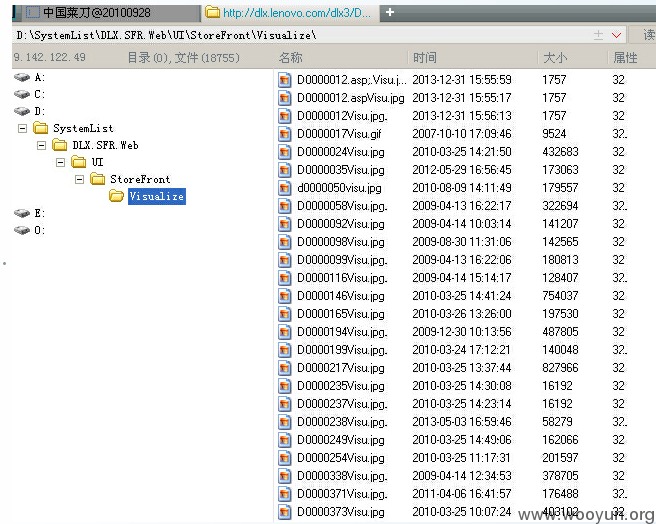 中国菜刀@20100928 http://dlx.lenovo.com/dlx3/D... +
D:\SystemList\DLX.SFR.Web\UI\StoreFront\Visualize\ 读
9.142.122.49 目录(0),文件(18755) 名称 时间 大小 属性
A:
C:
D:
SystemList
DLX.SFR.Web
UI
StoreFront
Visualize
E:
O:
D0000012.asp;.Visu.j... 2013-12-31 15:55:59 1757 32
D0000012.aspVisu.jpg 2013-12-31 15:55:17 1757 32
D0000012Visu.jpg. 2013-12-31 15:56:13 1757 32
D0000017Visu.gif 2007-10-10 17:09:46 9524 32.
D0000024Visu.jpg 2010-03-25 14:21:50 432683 32.
D0000035Visu.jpg 2012-05-29 16:56:45 173063 32.
d0000050visu.jpg 2010-08-09 14:11:49 179557 32
D0000058Visu.jpg. 2009-04-13 16:22:17 322694 32.
D0000092Visu.jpg 2009-04-14 10:03:14 141207 32.
D0000098Visu.jpg 2009-08-30 11:31:06 142565 32.
D0000099Visu.jpg. 2009-04-13 16:22:06 180813 32.
D0000116Visu.jpg 2009-04-14 15:14:17 128407 32.
D0000146Visu.jpg 2010-03-25 14:41:24 754037 32.
D0000165Visu.jpg 2010-03-26 13:26:00 197530 32.
D0000194Visu.jpg. 2009-12-30 10:13:56 487805 32.
D0000199Visu.jpg. 2010-03-24 17:12:21 140048 32.
D0000217Visu.jpg 2010-03-25 13:37:44 827966 32.
D0000235Visu.jpg 2010-03-25 14:30:08 16192 32
D0000237Visu.jpg. 2010-03-25 14:23:14 16192 32
D0000238Visu.jpg. 2013-05-03 16:59:46 58279 32.
D0000249Visu.jpg 2010-03-25 14:49:06 162066 32.
D0000254Visu.jpg 2010-03-25 11:17:31 201597 32.
D0000338Visu.jpg. 2009-04-14 12:34:53 378705 32.
D0000371Visu.jpg. 2011-04-06 16:41:57 176488 32.
D0000373Visu.jpg. 2010-03-25 10:07:24 403102 32.
www.wooyun.org